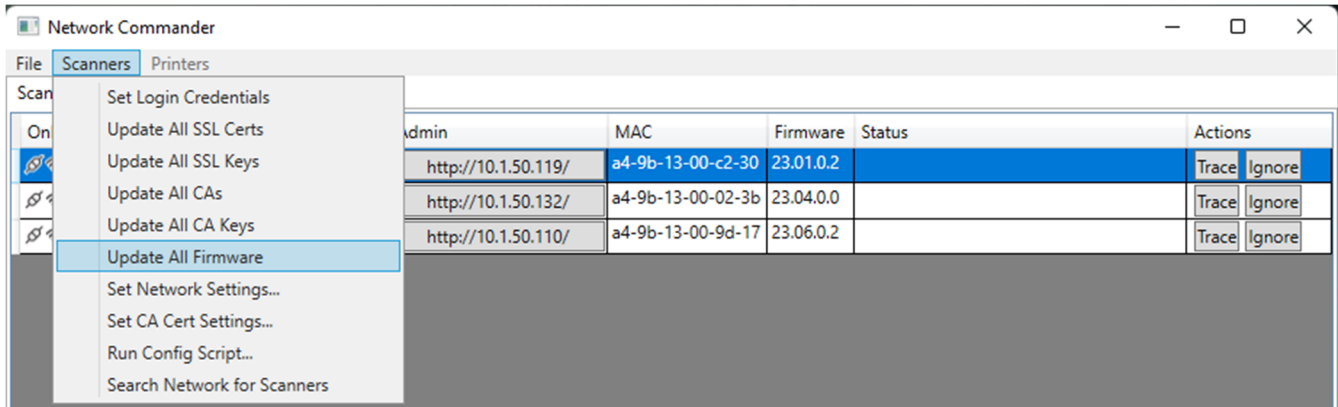 Network Commander
File Scanners Printers
Scan
Set Login Credentials
Update All SSL Certs
Update All SSL Keys
Update All CAs
Update All CA Keys
Update All Firmware
Set Network Settings...
Set CA Cert Settings...
Run Config Script...
Search Network for Scanners
Onl dmin MAC Firmware Status Actions
http://10.1.50.119/ a4-9b-13-00-c2-30 23.01.0.2 Trace Ignore
http://10.1.50.132/ a4-9b-13-00-02-3b 23.04.0.0 Trace Ignore
http://10.1.50.110/ a4-9b-13-00-9d-17 23.06.0.2 Trace Ignore